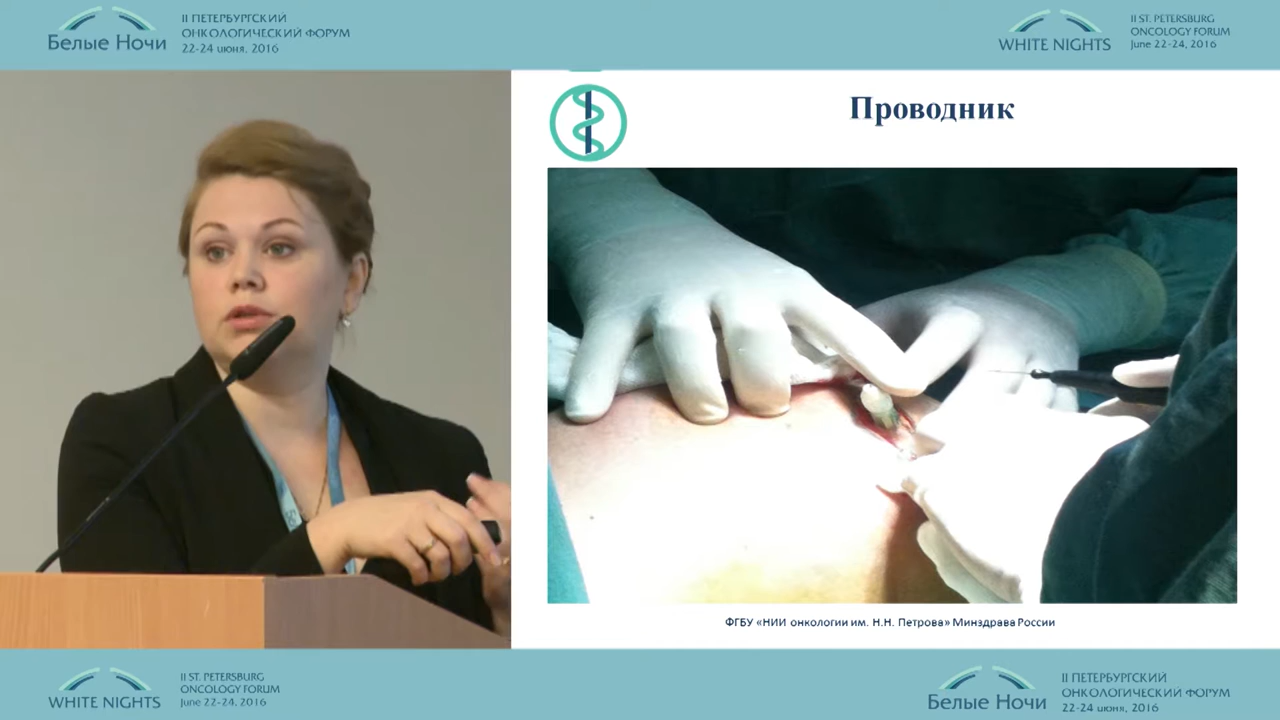 Белые Ночи
II ПЕТЕРБУРГСКИЙ
ОНКОЛОГИЧЕСКИЙ ФОРУМ
22-24 июня, 2016
WHITE NIGHTS
II ST. PETERSBURG
ONCOLOGY FORUM
June 22-24, 2016
Проводник
ФГБУ «НИИ онкологии им. Н.Н. Петрова» Минздрава России
WHITE NIGHTS
II ST. PETERSBURG
ONCOLOGY FORUM
June 22-24, 2016
Белые Ночи
II ПЕТЕРБУРГСКИЙ
ОНКОЛОГИЧЕСКИЙ ФОРУМ
22-24 июня, 2016